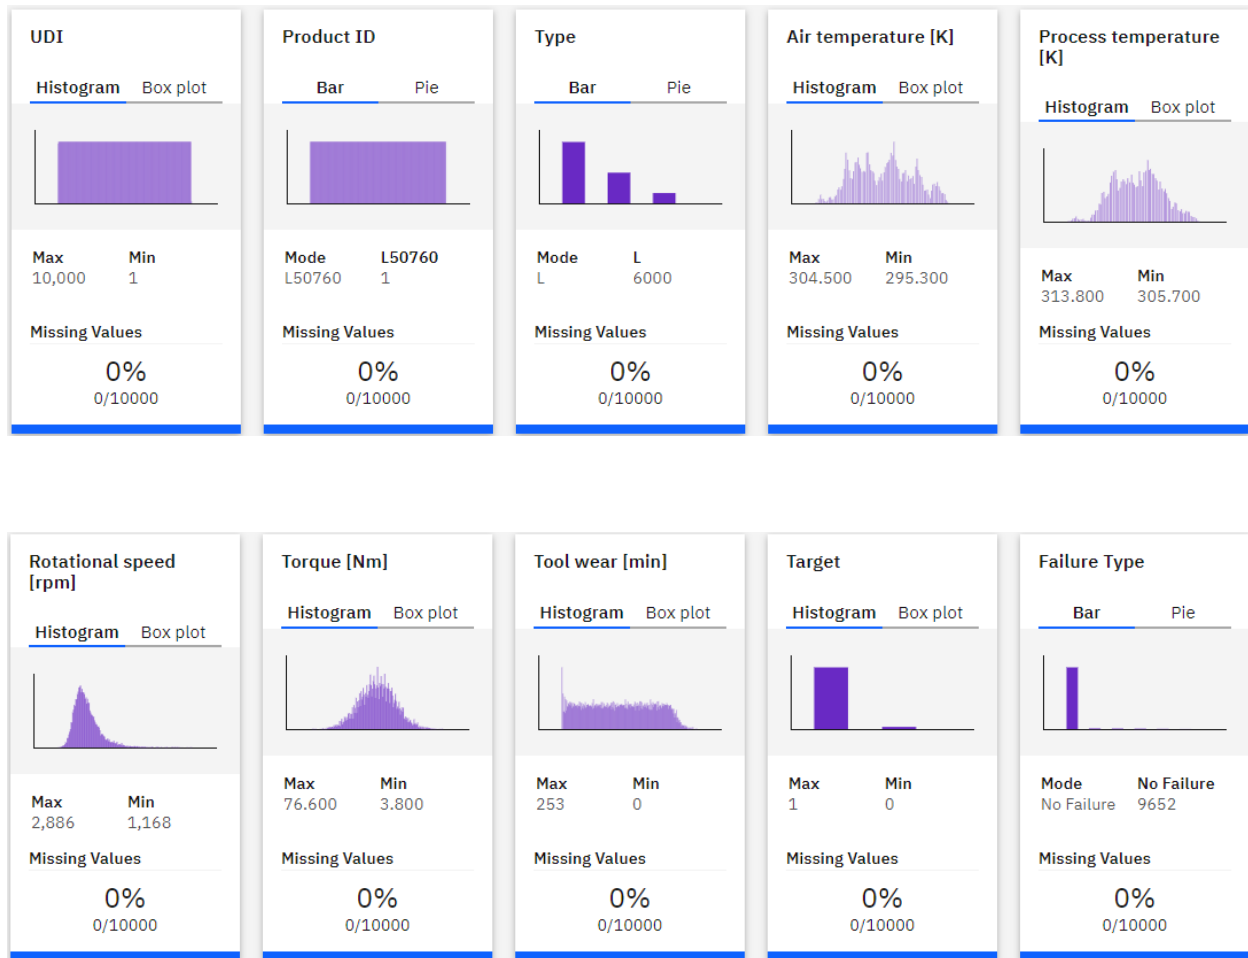 UDI
Histogram Box plot
Max Min
10,000 1
Missing Values
0%
0/10000
Product ID
Bar Pie
Mode L50760
L50760 1
Missing Values
0%
0/10000
Type
Bar Pie
Mode L
L 6000
Missing Values
0%
0/10000
Air temperature [K]
Histogram Box plot
Max Min
304.500 295.300
Missing Values
0%
0/10000
Process temperature
[K]
Histogram Box plot
Max Min
313.800 305.700
Missing Values
0%
0/10000
Rotational speed
[rpm]
Histogram Box plot
Max Min
2,886 1,168
Missing Values
0%
0/10000
Torque [Nm]
Histogram Box plot
Max Min
76.600 3.800
Missing Values
0%
0/10000
Tool wear [min]
Histogram Box plot
Max Min
253 0
Missing Values
0%
0/10000
Target
Histogram Box plot
Max Min
1 0
Missing Values
0%
0/10000
Failure Type
Bar Pie
Mode No Failure
No Failure 9652
Missing Values
0%
0/10000